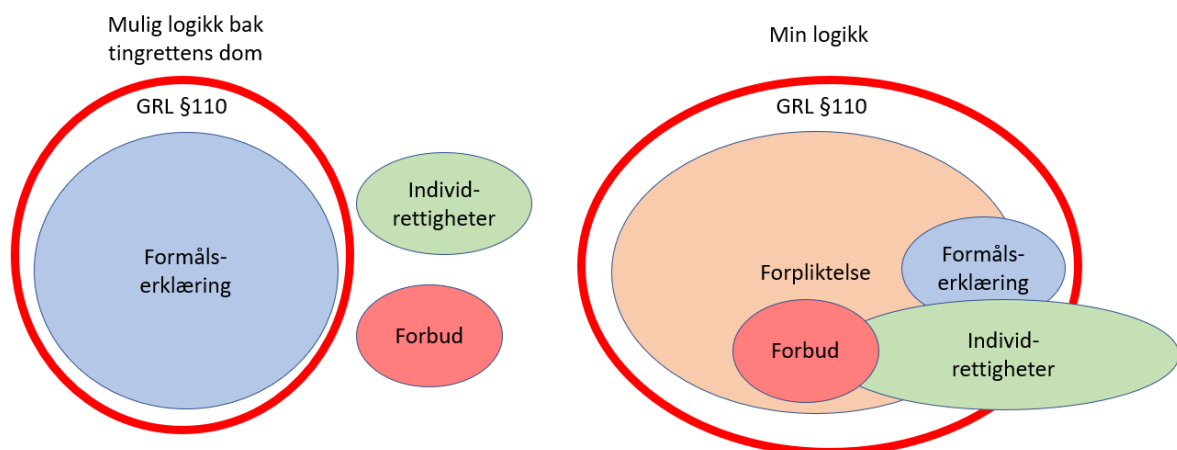 Mulig logikk bak
tingrettens dom
GRL §110
Formåls-
erklæring
Individ-
rettigheter
Forbud
Min logikk
GRL §110
Forpliktelse
Formåls-
erklæring
Forbud
Individ-
rettigheter